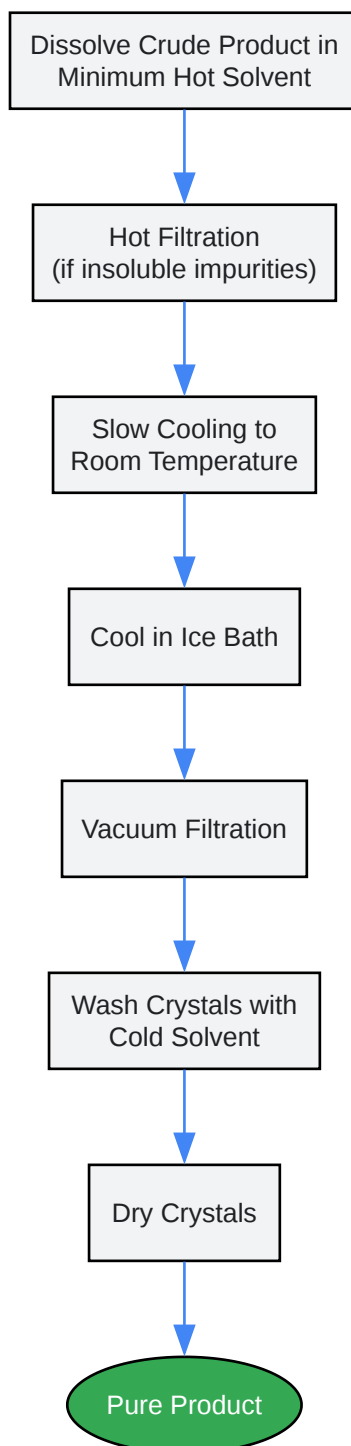 Dissolve Crude Product in
Minimum Hot Solvent
Hot Filtration
(if insoluble impurities)
Slow Cooling to
Room Temperature
Cool in Ice Bath
Vacuum Filtration
Wash Crystals with
Cold Solvent
Dry Crystals
Pure Product